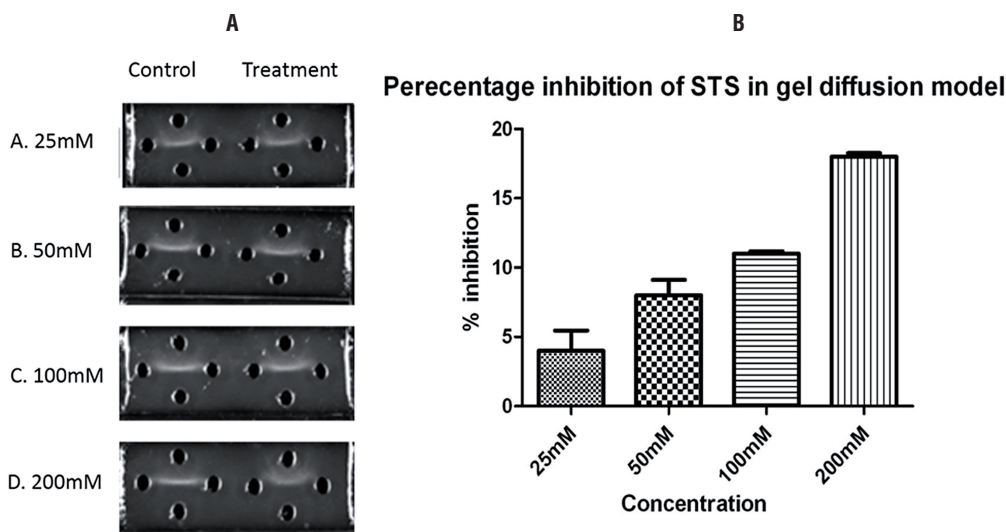 A
Control Treatment
A. 25mM
B. 50mM
C. 100mM
D. 200mM
B
Perecentage inhibition of STS in gel diffusion model
% inhibition
20
15
10
5
0
25mM
50mM
100mM
200mM
Concentration